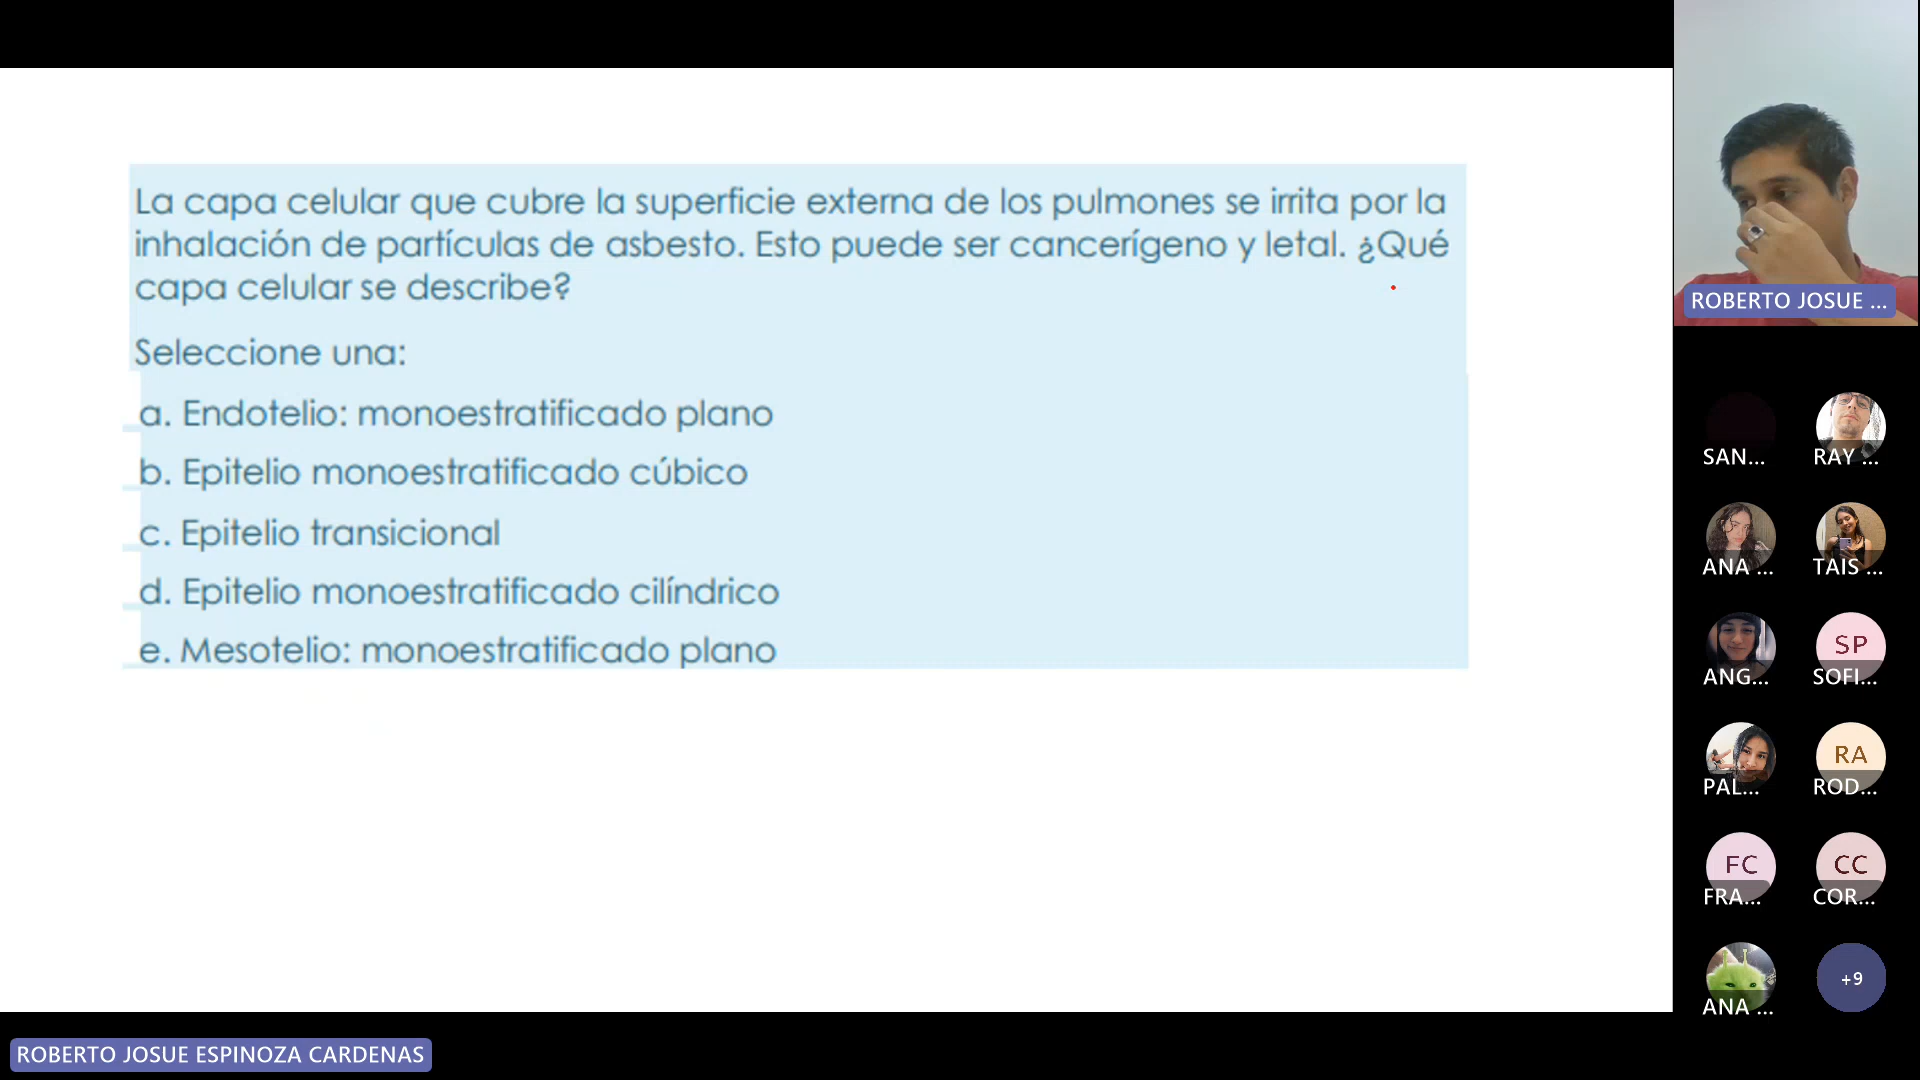 La capa celular que cubre la superficie externa de los pulmones se irrita por la
inhalación de partículas de asbesto. Esto puede ser cancerígeno y letal. ¿Qué
capa celular se describe?
Seleccione una:
a. Endotelio: monoestratificado plano
b. Epitelio monoestratificado cúbico
c. Epitelio transicional
d. Epitelio monoestratificado cilíndrico
e. Mesotelio: monoestratificado plano
ROBERTO JOSUE ...
SAN...
RAY ...
ANA ...
TAIS ...
ANG...
SP
SOFI...
PAL...
RA
ROD...
FC
FRA...
CC
COR...
ANA ...
+9
ROBERTO JOSUE ESPINOZA CARDENAS